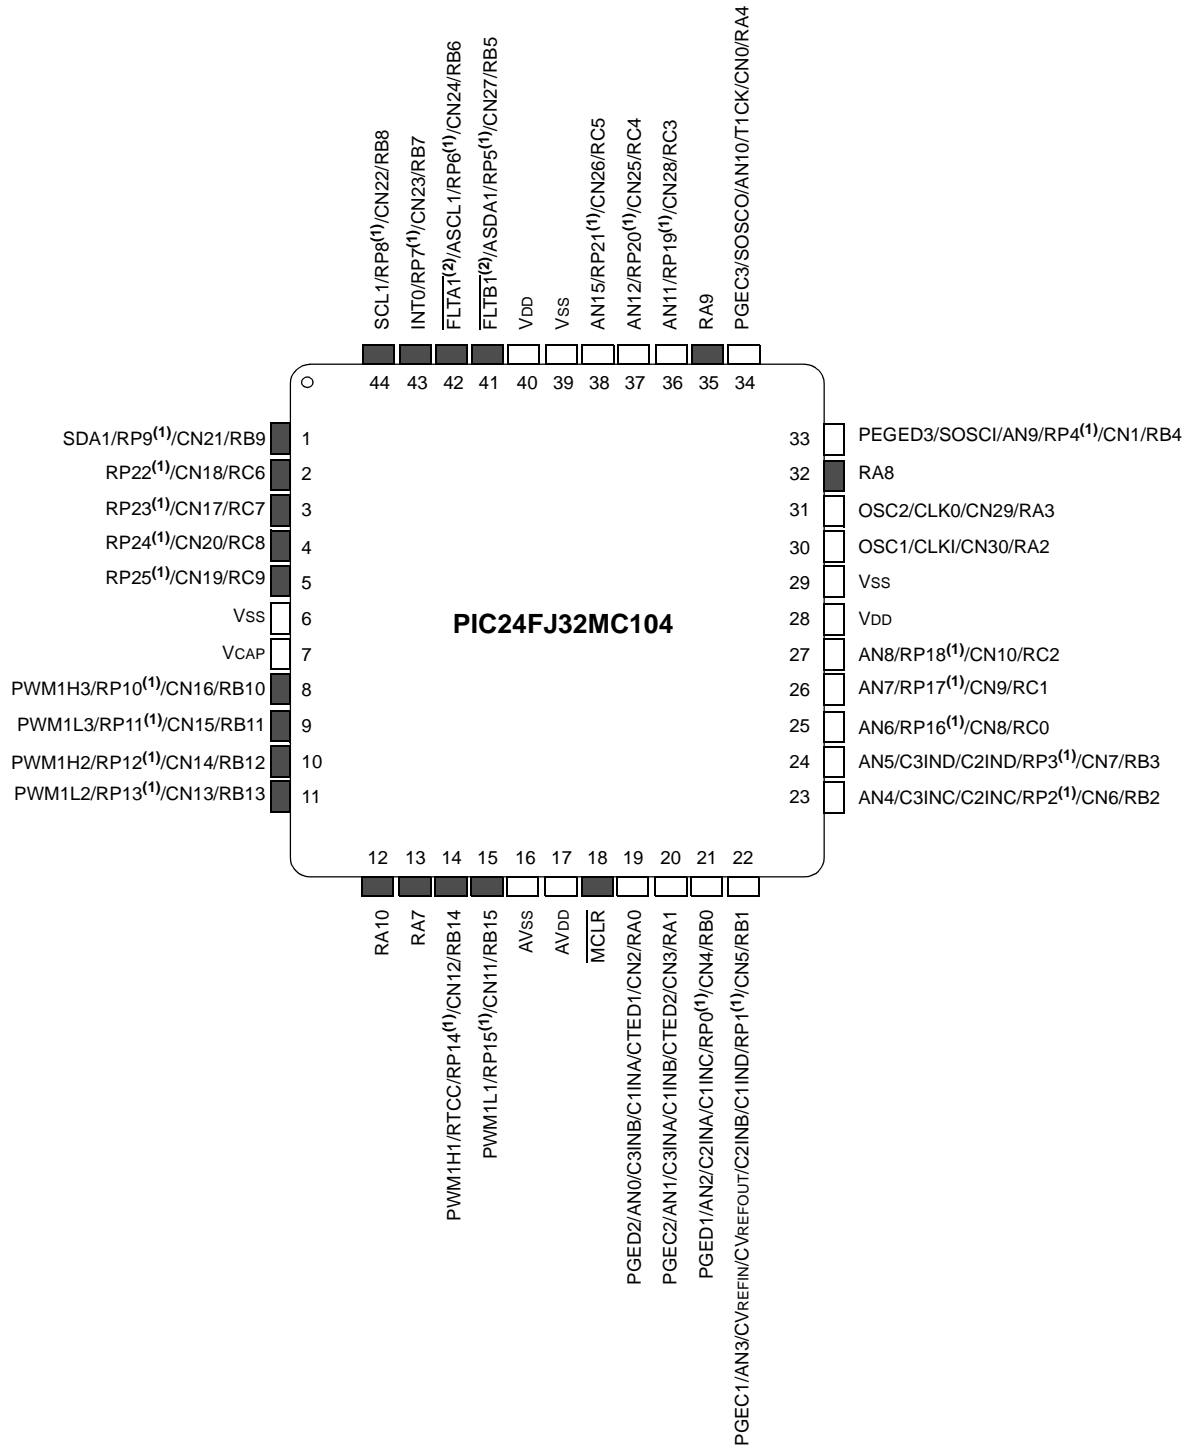 SCL1/RP8(1)/CN22/RB8
INT0/RP7(1)/CN23/RB7
FLTA1(2)/ASCL1/RP6(1)/CN24/RB6
FLTB1(2)/ASDA1/RP5(1)/CN27/RB5
VDD
VSS
AN15/RP21(1)/CN26/RC5
AN12/RP20(1)/CN25/RC4
AN11/RP19(1)/CN28/RC3
RA9
PGEC3/SOSCO/AN10/T1CK/CN0/RA4
44 43 42 41 40 39 38 37 36 35 34
SDA1/RP9(1)/CN21/RB9 1
RP22(1)/CN18/RC6 2
RP23(1)/CN17/RC7 3
RP24(1)/CN20/RC8 4
RP25(1)/CN19/RC9 5
VSS 6
VCAP 7
PWM1H3/RP10(1)/CN16/RB10 8
PWM1L3/RP11(1)/CN15/RB11 9
PWM1H2/RP12(1)/CN14/RB12 10
PWM1L2/RP13(1)/CN13/RB13 11
PIC24FJ32MC104
33 PEGED3/SOSCI/AN9/RP4(1)/CN1/RB4
32 RA8
31 OSC2/CLK0/CN29/RA3
30 OSC1/CLKI/CN30/RA2
29 VSS
28 VDD
27 AN8/RP18(1)/CN10/RC2
26 AN7/RP17(1)/CN9/RC1
25 AN6/RP16(1)/CN8/RC0
24 AN5/C3IND/C2IND/RP3(1)/CN7/RB3
23 AN4/C3INC/C2INC/RP2(1)/CN6/RB2
12 13 14 15 16 17 18 19 20 21 22
RA10
RA7
PWM1H1/RTCC/RP14(1)/CN12/RB14
PWM1L1/RP15(1)/CN11/RB15
AVSS
AVDD
MCLR
PGED2/AN0/C3INB/C1INA/CTED1/CN2/RA0
PGEC2/AN1/C3INA/C1INB/CTED2/CN3/RA1
PGED1/AN2/C2INA/C1INC/RP0(1)/CN4/RB0
PGEC1/AN3/CVREFIN/CVREFOUT/C2INB/C1IND/RP1(1)/CN5/RB1